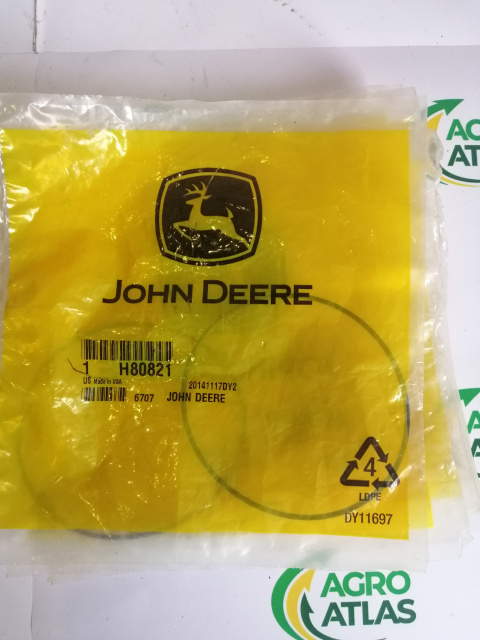 AGRO
ATLAS
JOHN DEERE
1 H80821
US Made in USA
20141117DY2
6707 JOHN DEERE
4
LDPE
DY11697
AGRO
ATLAS